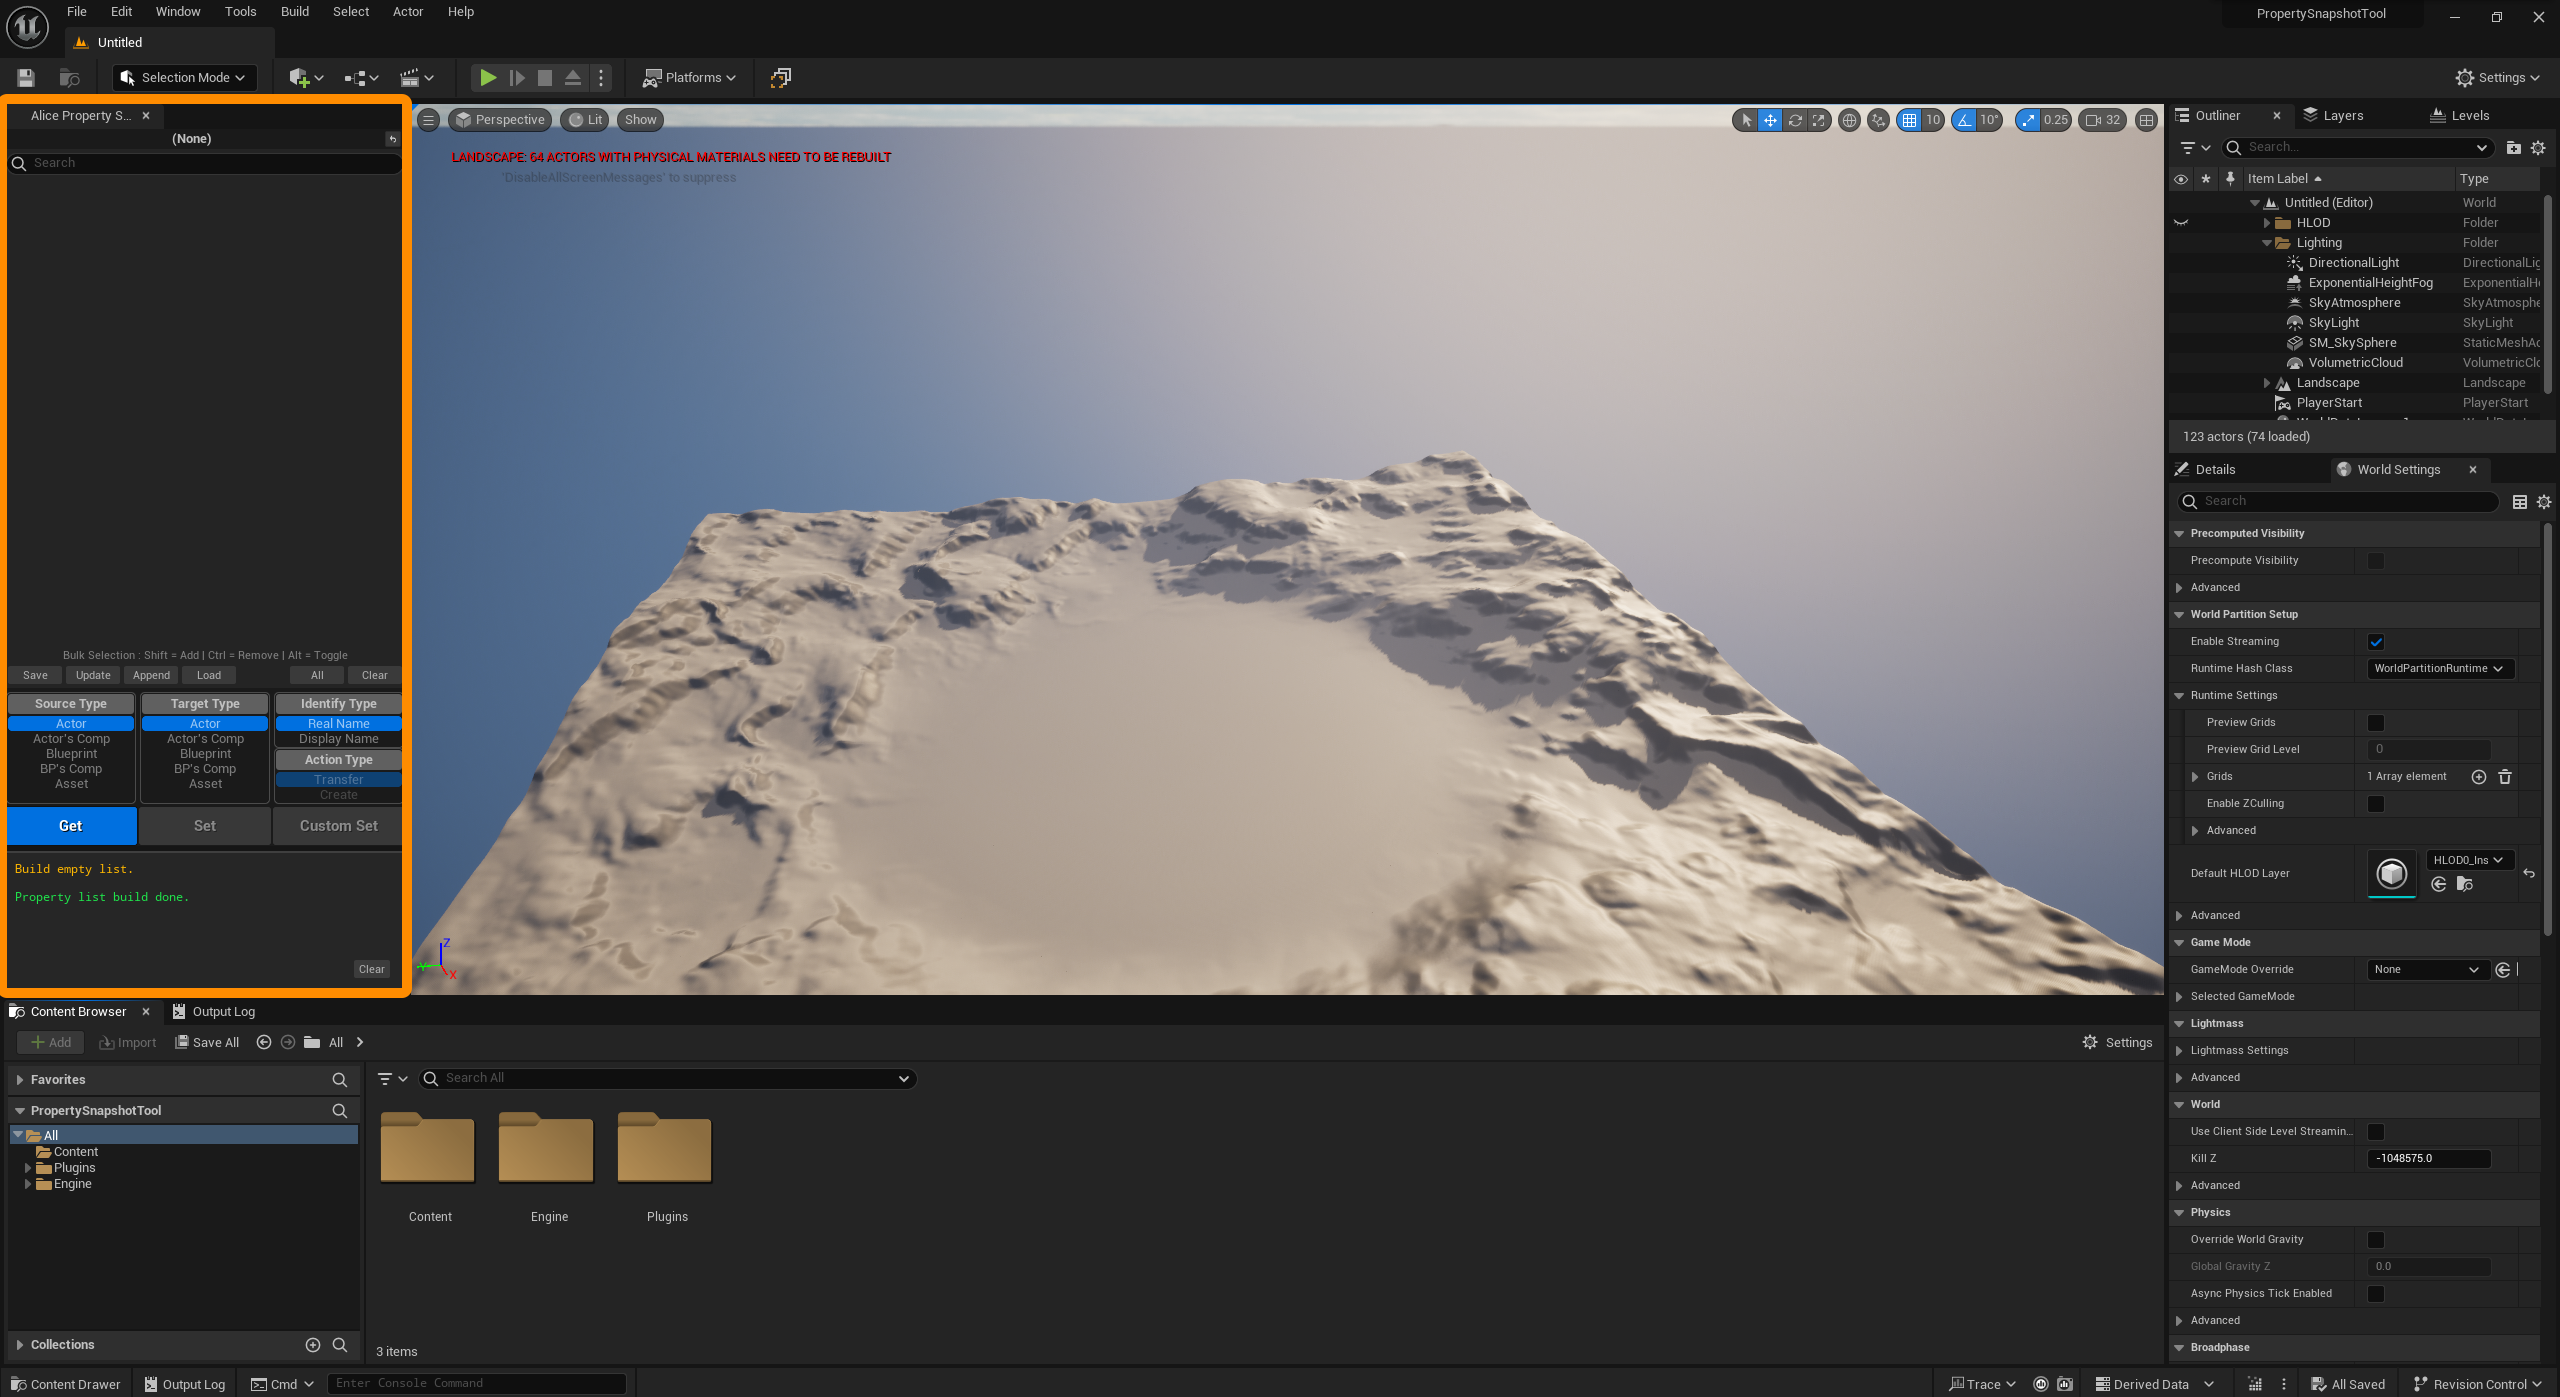 File Edit Window Tools Build Select Actor Help
PropertySnapshotTool
Untitled
Selection Mode
Platforms
Settings
Alice Property S...
(None)
Search
Bulk Selection : Shift = Add | Ctrl = Remove | Alt = Toggle
Save Update Append Load All Clear
Source Type Target Type Identify Type
Actor Actor Real Name
Actor's Comp Actor's Comp Display Name
Blueprint Blueprint Action Type
BP's Comp BP's Comp Transfer
Asset Asset Create
Get Set Custom Set
Build empty list.
Property list build done.
Clear
Perspective Lit Show
10 10° 0.25 32
LANDSCAPE: 64 ACTORS WITH PHYSICAL MATERIALS NEED TO BE REBUILT
'DisableAllScreenMessages' to suppress
Z
Y
X
Outliner Layers Levels
Search...
Item Label Type
Untitled (Editor) World
HLOD Folder
Lighting Folder
DirectionalLight DirectionalLig
ExponentialHeightFog ExponentialHe
SkyAtmosphere SkyAtmosphe
SkyLight SkyLight
SM_SkySphere StaticMeshAc
VolumetricCloud VolumetricClo
Landscape Landscape
PlayerStart PlayerStart
123 actors (74 loaded)
Details World Settings
Search
Precomputed Visibility
Precompute Visibility
Advanced
World Partition Setup
Enable Streaming
Runtime Hash Class WorldPartitionRuntime
Runtime Settings
Preview Grids
Preview Grid Level 0
Grids 1 Array element
Enable ZCulling
Advanced
Default HLOD Layer HLOD0_Ins
Advanced
Game Mode
GameMode Override None
Selected GameMode
Lightmass
Lightmass Settings
Advanced
World
Use Client Side Level Streamin...
Kill Z -1048575.0
Advanced
Physics
Override World Gravity
Global Gravity Z 0.0
Async Physics Tick Enabled
Advanced
Broadphase
Content Browser Output Log
Add Import Save All All
Settings
Favorites
PropertySnapshotTool
All
Content
Plugins
Engine
Collections
Search All
Content Engine Plugins
3 items
Content Drawer Output Log Cmd Enter Console Command
Trace Derived Data All Saved Revision Control